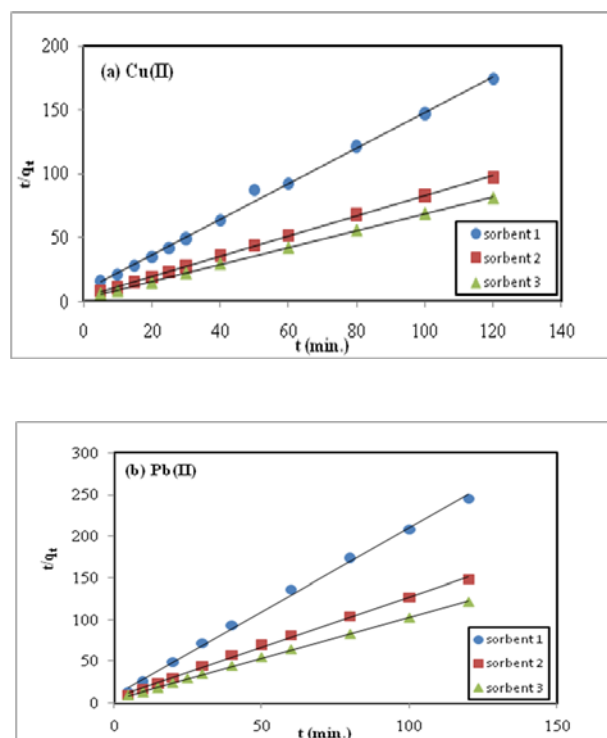 (a) Cu(II)
200
150
100
50
0
t/qt
sorbent 1
sorbent 2
sorbent 3
0 20 40 60 80 100 120 140
t (min.)
(b) Pb(II)
300
250
200
150
100
50
0
t/qt
sorbent 1
sorbent 2
sorbent 3
0 50 100 150
t (min.)